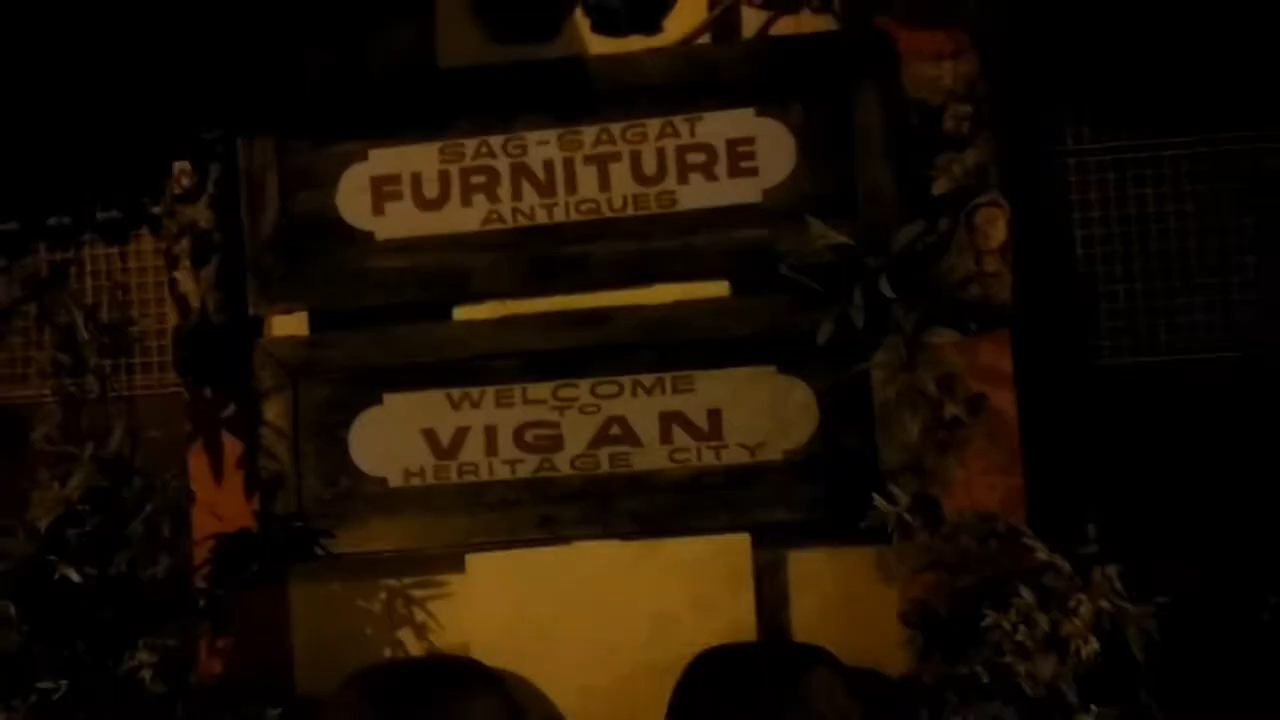 SAG-SAGAT
FURNITURE
ANTIQUES
WELCOME
TO
VIGAN
HERITAGE CITY